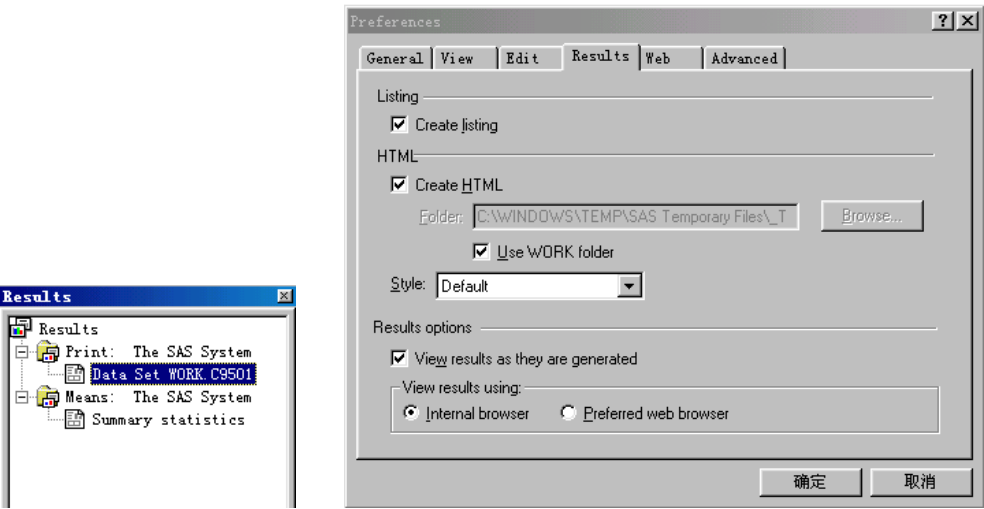 Results
Results
Print: The SAS System
Data Set WORK.C9501
Means: The SAS System
Summary statistics
Preferences
General View Edit Results Web Advanced
Listing
Create listing
HTML
Create HTML
Folder: C:\WINDOWS\TEMP\SAS Temporary Files\_T Browse...
Use WORK folder
Style: Default
Results options
View results as they are generated
View results using:
Internal browser Preferred web browser
确定 取消